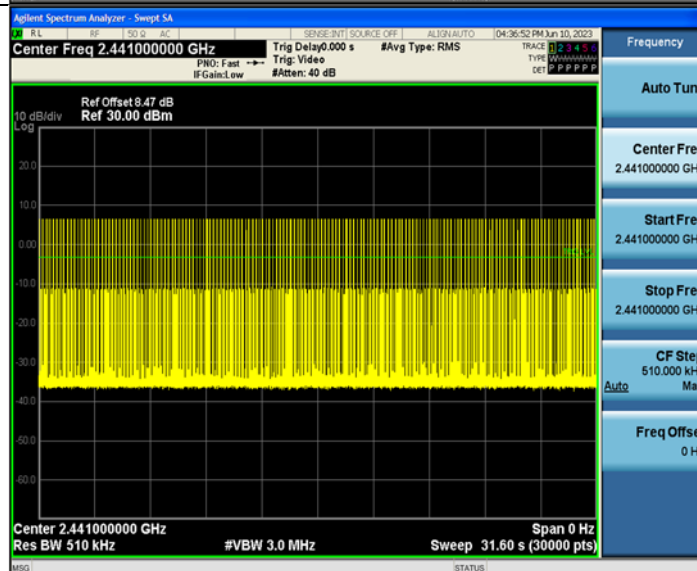 Agilent Spectrum Analyzer - Swept SA
RL RF 50 Ω AC SENSE:INT SOURCE OFF ALIGNAUTO 04:36:52 PM Jun 10, 2023
Center Freq 2.441000000 GHz Trig Delay0.000 s #Avg Type: RMS TRACE 1 2 3 4 5 6
PNO: Fast Trig: Video TYPE
IFGain:Low #Atten: 40 dB DET P P P P P P
Ref Offset 8.47 dB
10 dB/div Ref 30.00 dBm
Log
20.0
10.0
0.00
-10.0
-20.0
-30.0
-40.0
-50.0
-60.0
Center 2.441000000 GHz Span 0 Hz
Res BW 510 kHz #VBW 3.0 MHz Sweep 31.60 s (30000 pts)
MSG STATUS
Frequency
Auto Tun
Center Fre
2.441000000 GH
Start Fre
2.441000000 GH
Stop Fre
2.441000000 GH
CF Ste
510.000 kH
Auto Ma
Freq Offse
0 H